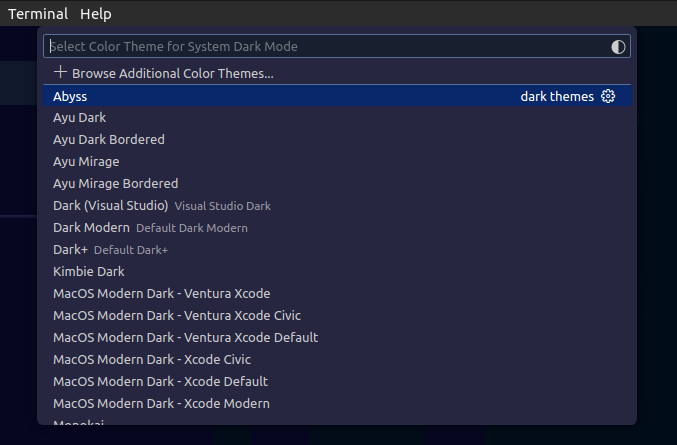 Terminal Help
Select Color Theme for System Dark Mode
Browse Additional Color Themes...
Abyss dark themes
Ayu Dark
Ayu Dark Bordered
Ayu Mirage
Ayu Mirage Bordered
Dark (Visual Studio) Visual Studio Dark
Dark Modern Default Dark Modern
Dark+ Default Dark+
Kimbie Dark
MacOS Modern Dark - Ventura Xcode
MacOS Modern Dark - Ventura Xcode Civic
MacOS Modern Dark - Ventura Xcode Default
MacOS Modern Dark - Xcode Civic
MacOS Modern Dark - Xcode Default
MacOS Modern Dark - Xcode Modern